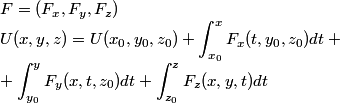 F = (F_x, F_y, F_z)
U(x, y, z) = U(x_0, y_0, z_0) + \int_{x_0}^{x} F_x(t, y_0, z_0)dt +
+ \int_{y_0}^{y} F_y(x, t, z_0)dt + \int_{z_0}^{z} F_z(x, y, t)dt